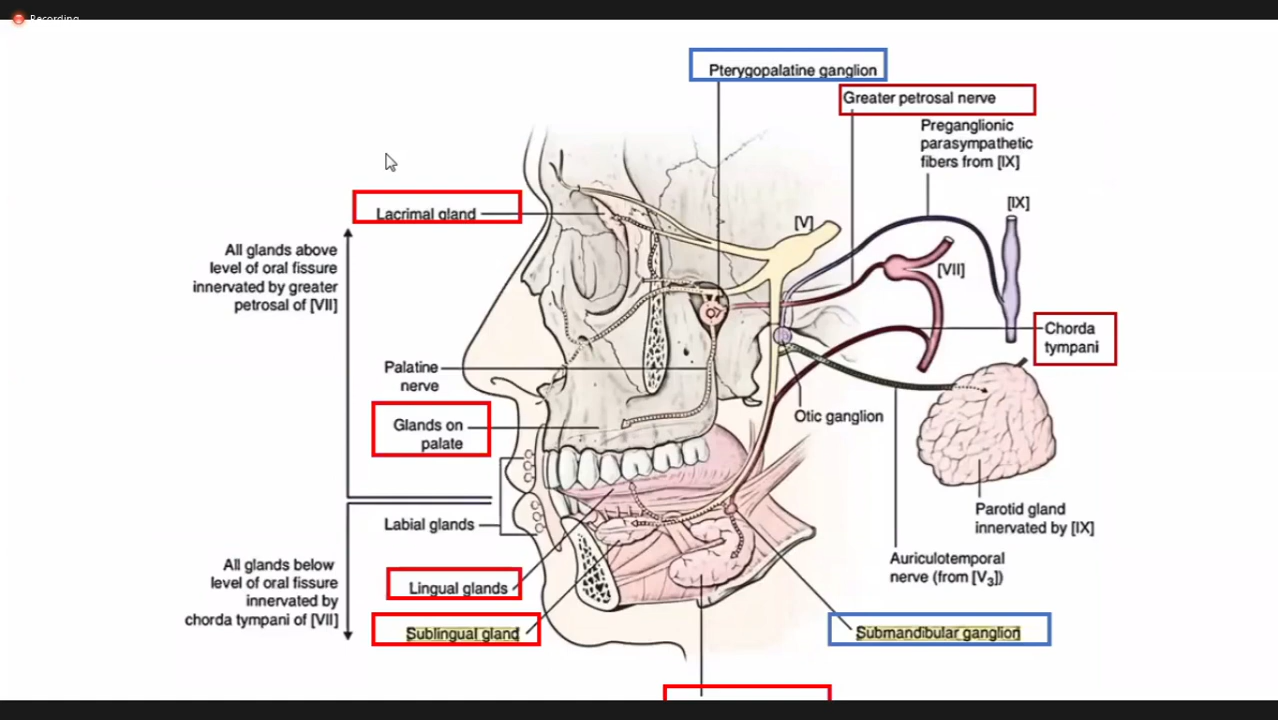 Recording
Pterygopalatine ganglion
Greater petrosal nerve
Preganglionic
parasympathetic
fibers from [IX]
[IX]
[V]
Lacrimal gland
All glands above
level of oral fissure
innervated by greater
petrosal of [VII]
[VII]
Chorda
tympani
Palatine
nerve
Otic ganglion
Glands on
palate
Labial glands
Parotid gland
innervated by [IX]
Auriculotemporal
nerve (from [V₃])
All glands below
level of oral fissure
innervated by
chorda tympani of [VII]
Lingual glands
Sublingual gland
Submandibular ganglion